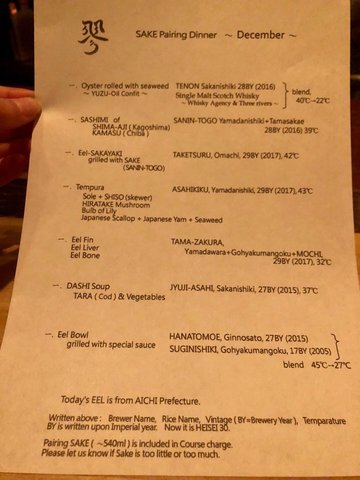 SAKE Pairing Dinner ～ December ～
一. Oyster rolled with seaweed TENON Sakanishiki 28BY (2016)
～ YUZU-Oil Confit ～ Single Malt Scotch Whisky blend.
～ Whisky Agency & Three rivers ～ 40℃→22℃
一. SASHIMI of SANIN-TOGO Yamadanishiki+Tamasakae
SHIMA-AJI ( Kagoshima) 28BY (2016) 39℃
KAMASU ( Chiba )
一. Eel-SAKAYAKI TAKETSURU, Omachi, 29BY (2017), 42℃
grilled with SAKE
(SANIN-TOGO)
一. Tempura ASAHIKIKU, Yamadanishiki, 29BY (2017), 43℃
Sole + SHISO (skewer)
HIRATAKE Mushroom
Bulb of Lily
Japanese Scallop + Japanese Yam + Seaweed
一. Eel Fin TAMA-ZAKURA,
Eel Liver Yamadawara+Gohyakumangoku+MOCHI,
Eel Bone 29BY (2017), 32℃
一. DASHI Soup JYUJI-ASAHI, Sakanishiki, 27BY (2015), 37℃
TARA ( Cod ) & Vegetables
一. Eel Bowl HANATOMOE, Ginnosato, 27BY (2015)
grilled with special sauce SUGINISHIKI, Gohyakumangoku, 17BY (2005)
blend 45℃→27℃
Today's EEL is from AICHI Prefecture.
Written above : Brewer Name, Rice Name, Vintage ( BY=Brewery Year ), Temparature
BY is written upon Imperial year. Now it is HEISEI 30.
Pairing SAKE ( ～540ml ) is included in Course charge.
Please let us know if Sake is too little or too much.